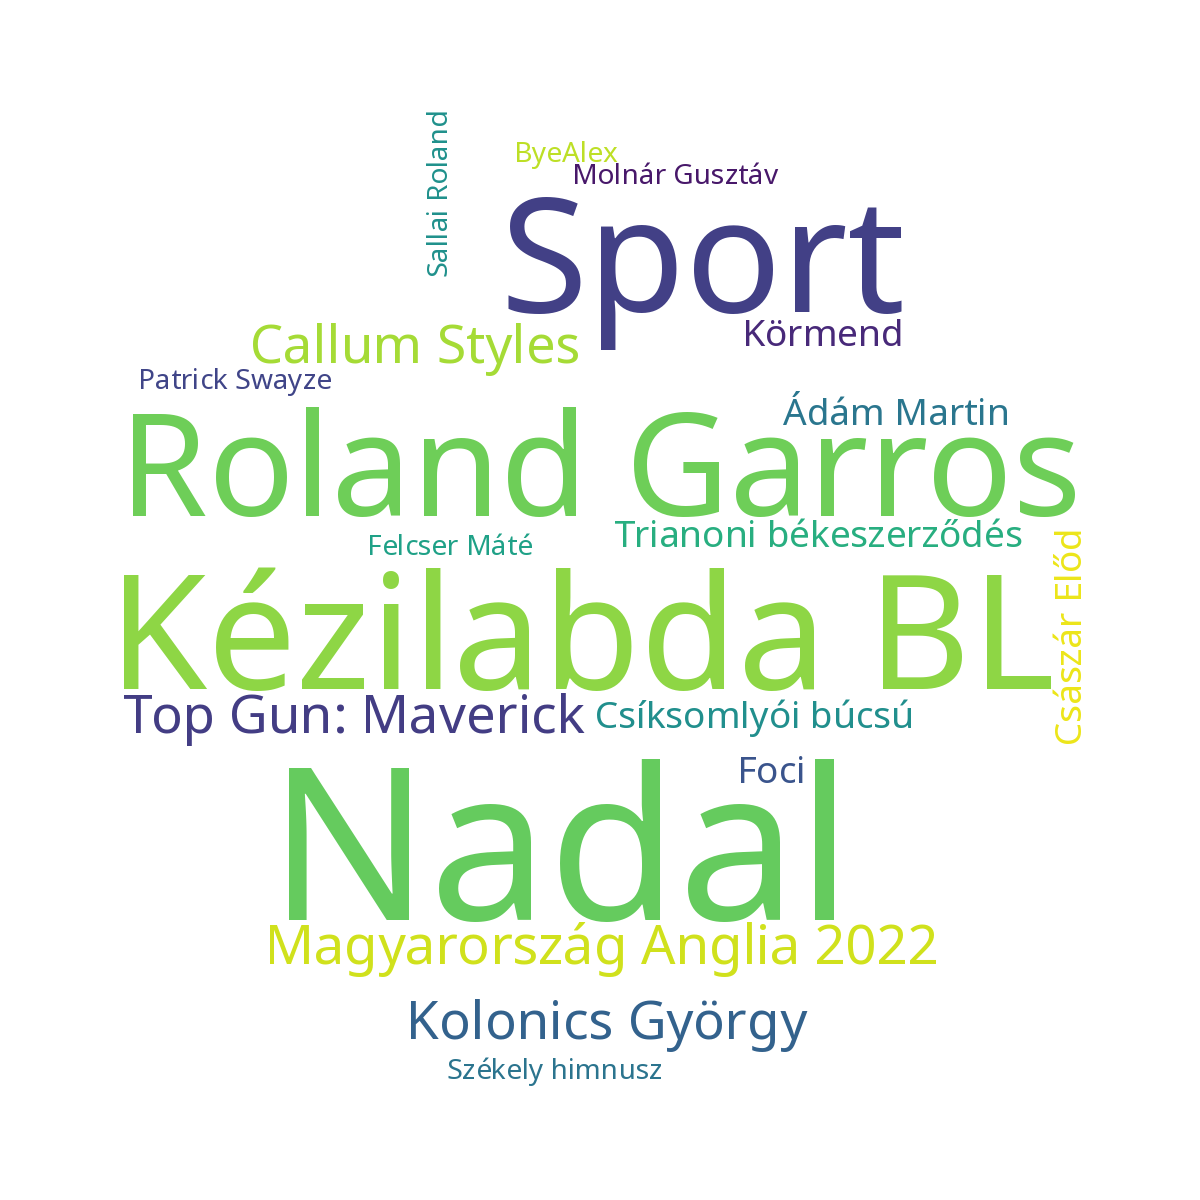 Sallai Roland
ByeAlex
Molnár Gusztáv
Sport
Callum Styles
Körmend
Patrick Swayze
Ádám Martin
Roland Garros
Trianoni békeszerződés
Felcser Máté
Császár Előd
Kézilabda BL
Top Gun: Maverick
Csíksomlyói búcsú
Foci
Nadal
Magyarország Anglia 2022
Kolonics György
Székely himnusz